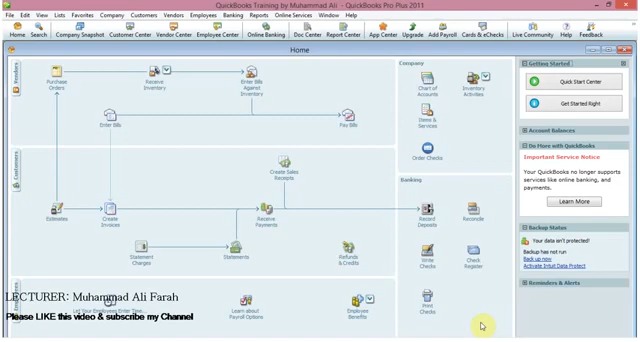 QuickBooks Training by Muhammad Ali - QuickBooks Pro Plus 2011
File Edit View Lists Favorites Company Customers Vendors Employees Banking Reports Online Services Window Help
Home Search Company Snapshot Customer Center Vendor Center Employee Center Online Banking Doc Center Report Center App Center Upgrade Add Payroll Cards & eChecks Live Community Help Feedback
Home
Vendors
Purchase Orders
Receive Inventory
Enter Bills Against Inventory
Enter Bills
Pay Bills
Company
Chart of Accounts
Inventory Activities
Items & Services
Order Checks
Customers
Create Sales Receipts
Estimates
Create Invoices
Receive Payments
Statement Charges
Statements
Refunds & Credits
Banking
Record Deposits
Reconcile
Write Checks
Check Register
Print Checks
Employees
Learn about Payroll Options
Employee Benefits
LECTURER: Muhammad Ali Farah
Please LIKE this video & subscribe my Channel
Getting Started
Quick Start Center
Get Started Right
Account Balances
Do More with QuickBooks
Important Service Notice
Your QuickBooks no longer supports
services like online banking, and
payments.
Learn More
Backup Status
Your data isn't protected!
Backup has not run
Back up now
Activate Intuit Data Protect
Reminders & Alerts